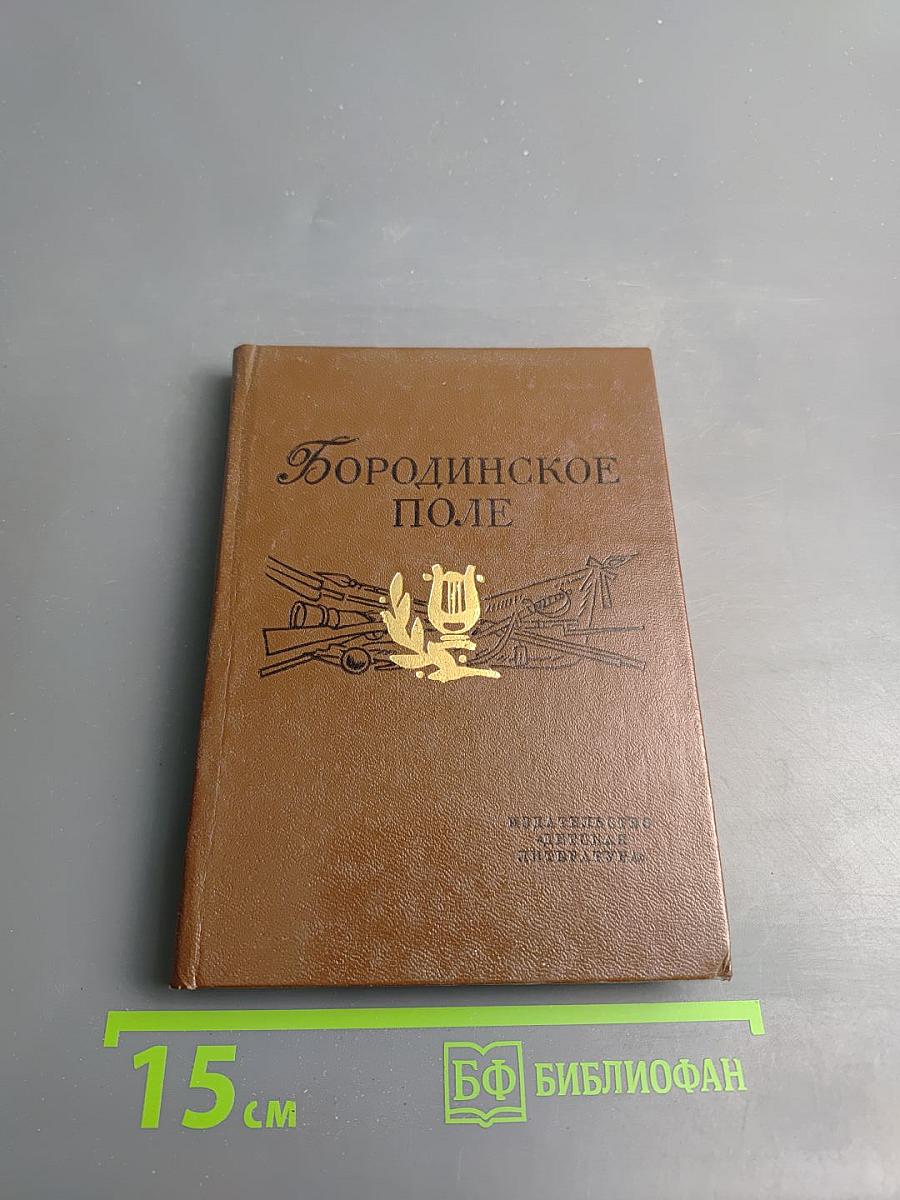 БОРОДИНСКОЕ
ПОЛЕ
ИЗДАТЕЛЬСТВО
«ДЕТСКАЯ
ЛИТЕРАТУРА»
15 см
БФ БИБЛИОФАН